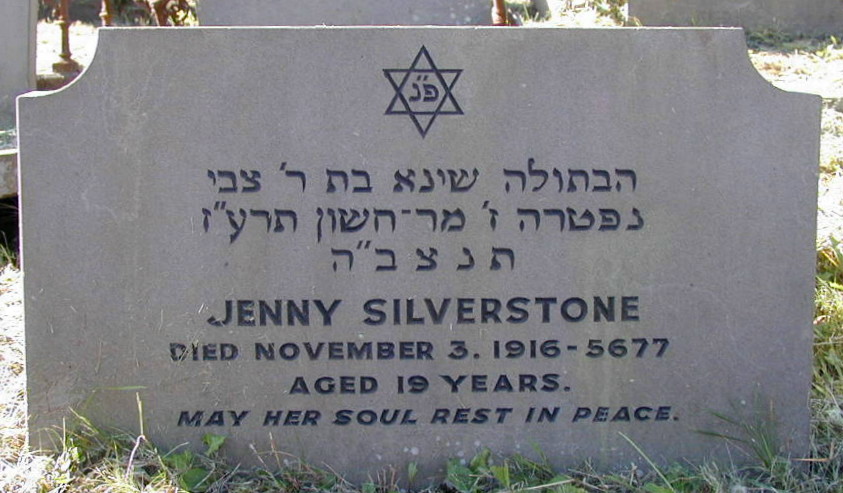 פ״נ
הבתולה שינא בת ר׳ צבי
נפטרה ז׳ מר־חשון תרע״ז
ת נ צ ב״ה
JENNY SILVERSTONE
DIED NOVEMBER 3. 1916-5677
AGED 19 YEARS.
MAY HER SOUL REST IN PEACE.